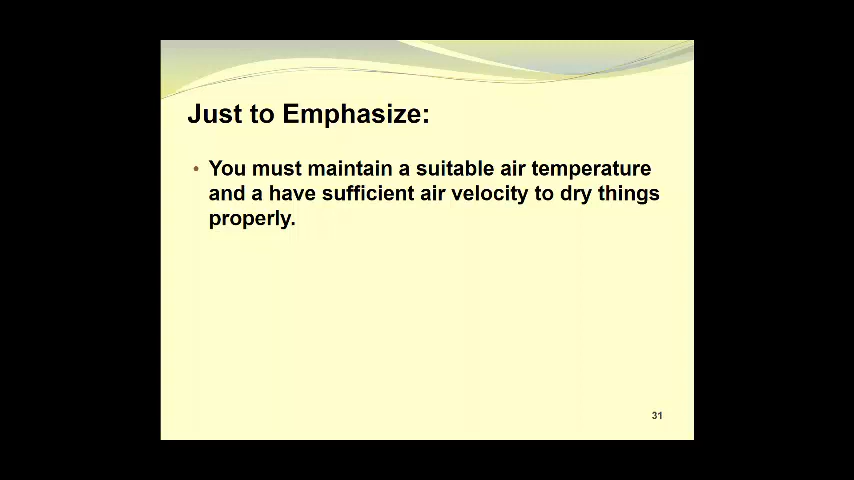 Just to Emphasize:
• You must maintain a suitable air temperature
and a have sufficient air velocity to dry things
properly.
31